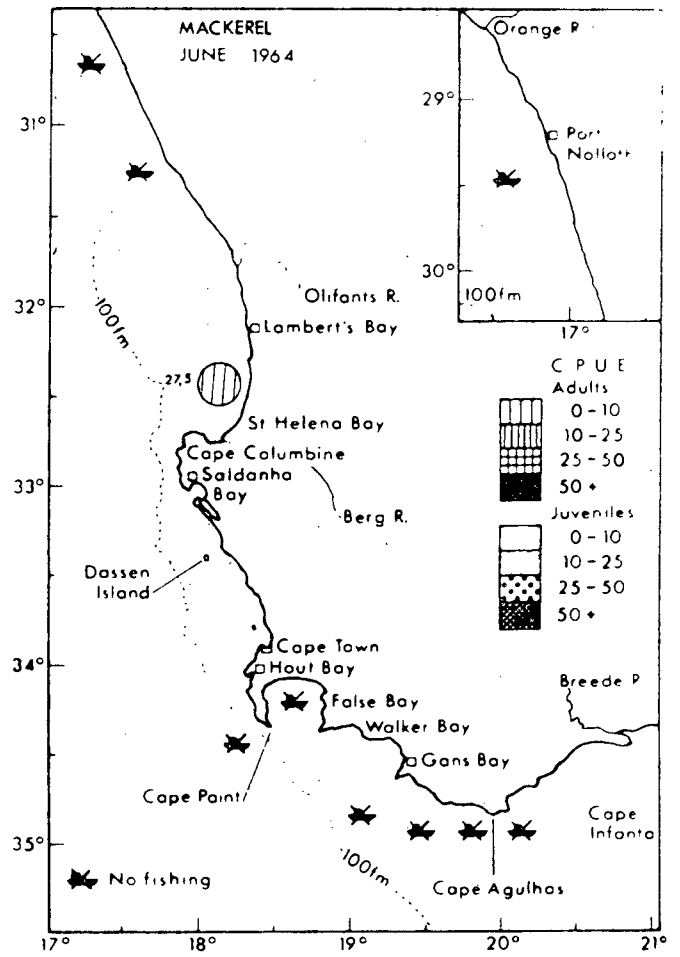 MACKEREL
JUNE 1964
Orange R.
29°
Port
Nolloth
30°
100fm
17°
31°
100fm
Olifants R.
32°
Lambert's Bay
27,5
St Helena Bay
Cape Columbine
Saldanha
Bay
33°
Berg R.
Dassen
Island
Cape Town
34°
Hout Bay
False Bay
Walker Bay
Gans Bay
Breede R
Cape Point
35°
Cape
Infanta
100fm
No fishing
Cape Agulhas
17°
18°
19°
20°
21°
C P U E
Adults
0-10
10-25
25-50
50+
Juveniles
0-10
10-25
25-50
50+